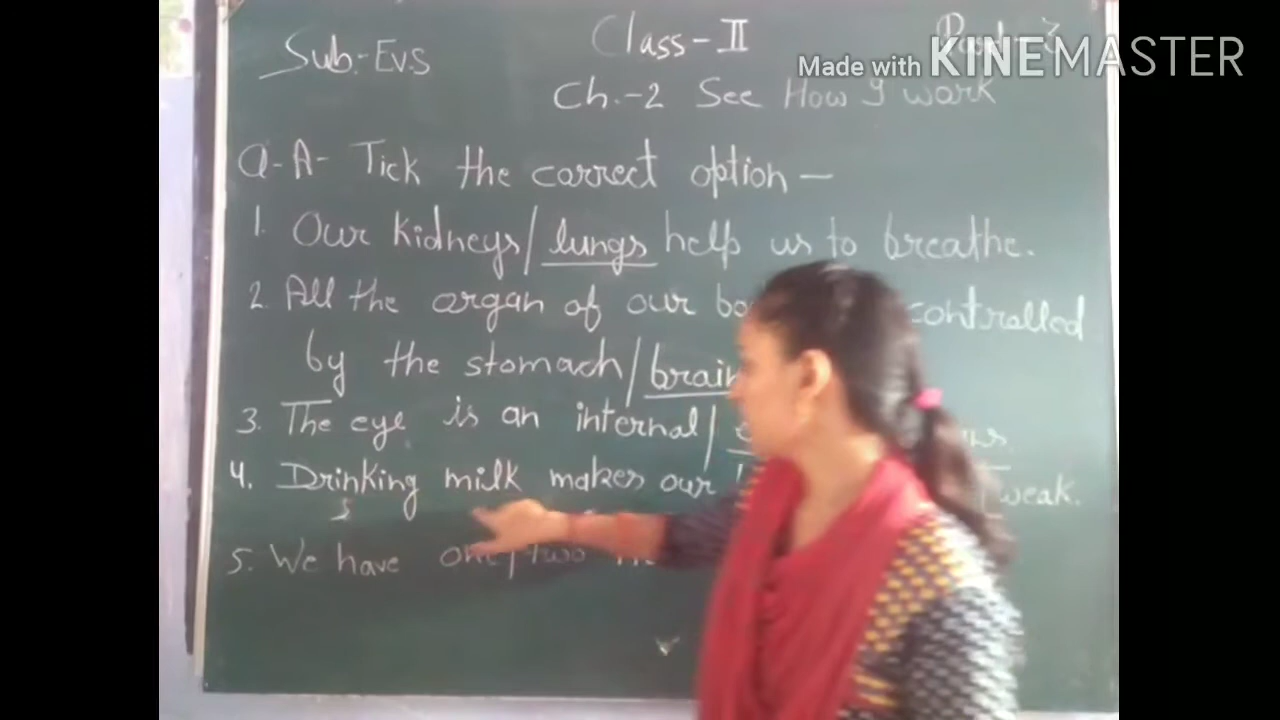 Sub.-Ev.S
Class-II
Made with KINEMASTER
Ch.-2 See How I work
Q-A- Tick the correct option-
1. Our kidneys/lungs help us to breathe.
2. All the organ of our controlled
by the stomach/brain
3. The eye is an internal/
4. Drinking milk makes our weak.
5. We have one/two